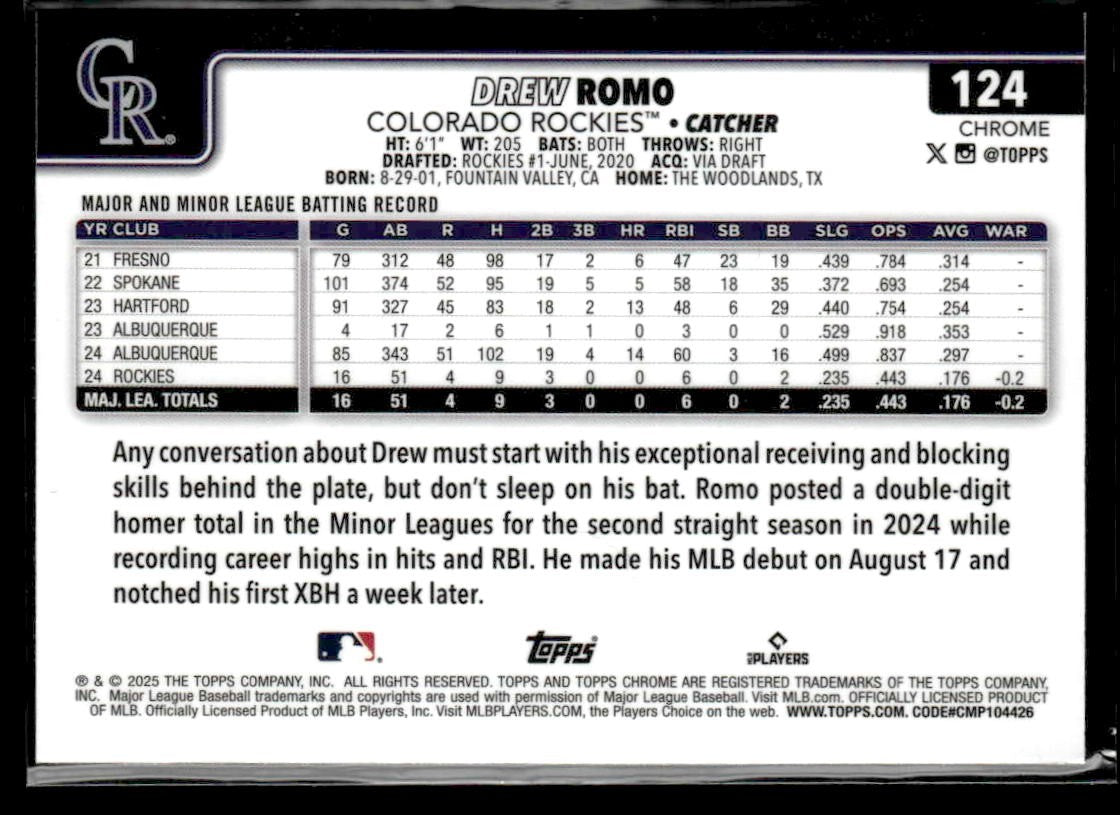 CR®
DREW ROMO
124
COLORADO ROCKIES™ • CATCHER
CHROME
HT: 6'1" WT: 205 BATS: BOTH THROWS: RIGHT
X @TOPPS
DRAFTED: ROCKIES #1-JUNE, 2020 ACQ: VIA DRAFT
BORN: 8-29-01, FOUNTAIN VALLEY, CA HOME: THE WOODLANDS, TX
MAJOR AND MINOR LEAGUE BATTING RECORD
YR CLUB G AB R H 2B 3B HR RBI SB BB SLG OPS AVG WAR
21 FRESNO 79 312 48 98 17 2 6 47 23 19 .439 .784 .314 -
22 SPOKANE 101 374 52 95 19 5 5 58 18 35 .372 .693 .254 -
23 HARTFORD 91 327 45 83 18 2 13 48 6 29 .440 .754 .254 -
23 ALBUQUERQUE 4 17 2 6 1 1 0 3 0 0 .529 .918 .353 -
24 ALBUQUERQUE 85 343 51 102 19 4 14 60 3 16 .499 .837 .297 -
24 ROCKIES 16 51 4 9 3 0 0 6 0 2 .235 .443 .176 -0.2
MAJ. LEA. TOTALS 16 51 4 9 3 0 0 6 0 2 .235 .443 .176 -0.2
Any conversation about Drew must start with his exceptional receiving and blocking
skills behind the plate, but don't sleep on his bat. Romo posted a double-digit
homer total in the Minor Leagues for the second straight season in 2024 while
recording career highs in hits and RBI. He made his MLB debut on August 17 and
notched his first XBH a week later.
Topps®
MLB PLAYERS
® & © 2025 THE TOPPS COMPANY, INC. ALL RIGHTS RESERVED. TOPPS AND TOPPS CHROME ARE REGISTERED TRADEMARKS OF THE TOPPS COMPANY,
INC. Major League Baseball trademarks and copyrights are used with permission of Major League Baseball. Visit MLB.com. OFFICIALLY LICENSED PRODUCT
OF MLB. Officially Licensed Product of MLB Players, Inc. Visit MLBPLAYERS.COM, the Players Choice on the web. WWW.TOPPS.COM. CODE#CMP104426